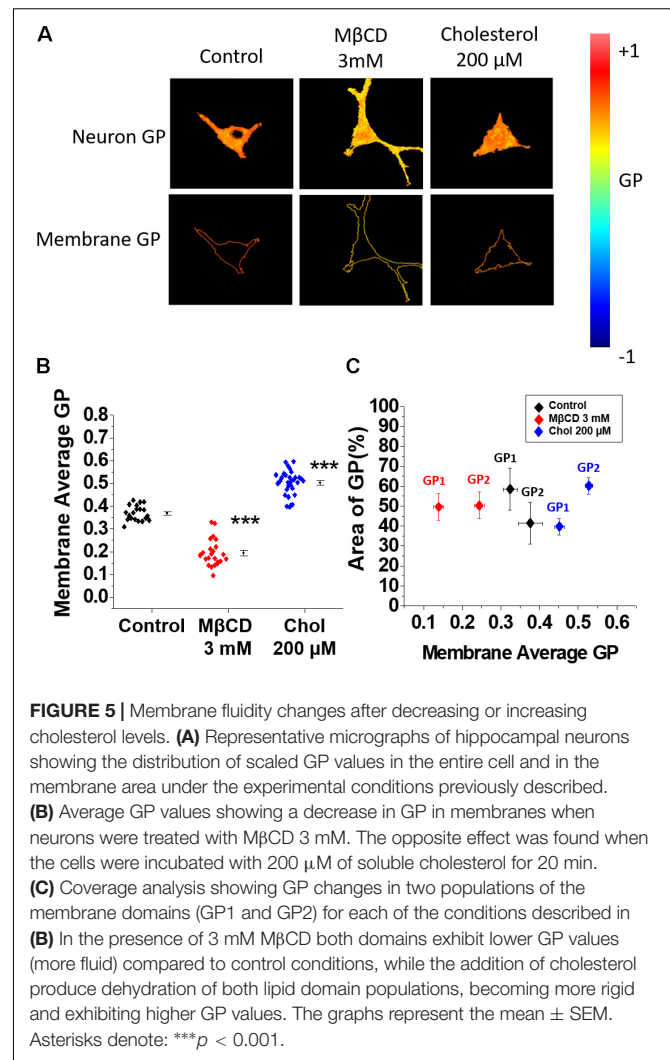 A
Control
MβCD
3mM
Cholesterol
200 μM
Neuron GP
Membrane GP
+1
GP
-1
B
Membrane Average GP
0.8
0.7
0.6
0.5
0.4
0.3
0.2
0.1
0.0
***
***
Control
MβCD
3 mM
Chol
200 μM
C
Area of GP(%)
100
90
80
70
60
50
40
30
20
10
0
Control
MβCD 3 mM
Chol 200 μM
GP1
GP2
GP1
GP2
GP1
GP2
0.1 0.2 0.3 0.4 0.5 0.6
Membrane Average GP
FIGURE 5 | Membrane fluidity changes after decreasing or increasing
cholesterol levels. (A) Representative micrographs of hippocampal neurons
showing the distribution of scaled GP values in the entire cell and in the
membrane area under the experimental conditions previously described.
(B) Average GP values showing a decrease in GP in membranes when
neurons were treated with MβCD 3 mM. The opposite effect was found when
the cells were incubated with 200 μM of soluble cholesterol for 20 min.
(C) Coverage analysis showing GP changes in two populations of the
membrane domains (GP1 and GP2) for each of the conditions described in
(B) In the presence of 3 mM MβCD both domains exhibit lower GP values
(more fluid) compared to control conditions, while the addition of cholesterol
produce dehydration of both lipid domain populations, becoming more rigid
and exhibiting higher GP values. The graphs represent the mean ± SEM.
Asterisks denote: ***p < 0.001.